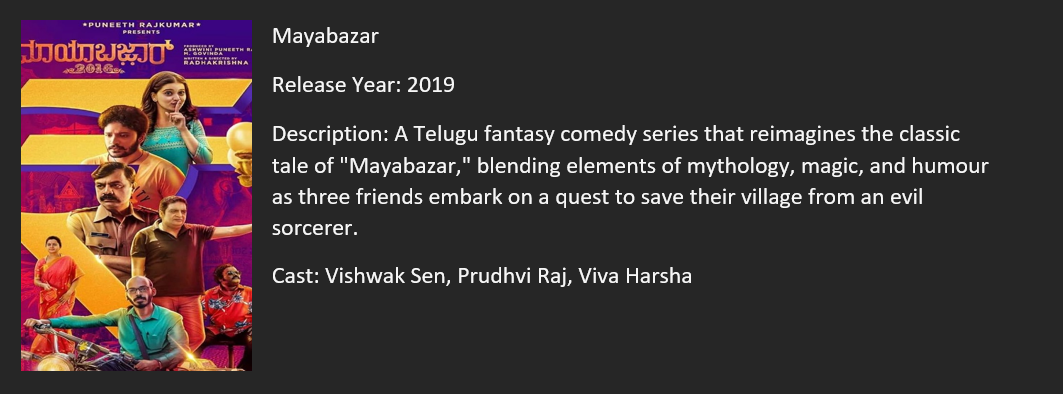 *PUNEETH RAJKUMAR*
PRESENTS
ಮಾಯಾಬಜಾರ್
2016
PRODUCED BY
ASHWINI PUNEETH R
M. GOVINDA
WRITTEN & DIRECTED BY
RADHAKRISHNA
Mayabazar
Release Year: 2019
Description: A Telugu fantasy comedy series that reimagines the classic
tale of "Mayabazar," blending elements of mythology, magic, and humour
as three friends embark on a quest to save their village from an evil
sorcerer.
Cast: Vishwak Sen, Prudhvi Raj, Viva Harsha